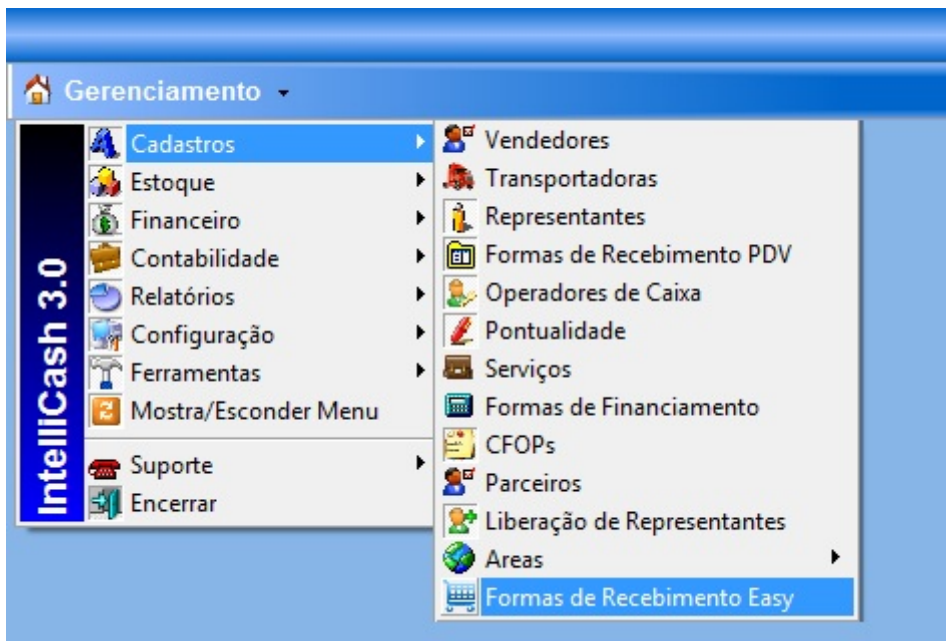 Gerenciamento
IntelliCash 3.0
Cadastros
Estoque
Financeiro
Contabilidade
Relatórios
Configuração
Ferramentas
Mostra/Esconder Menu
Suporte
Encerrar
Vendedores
Transportadoras
Representantes
Formas de Recebimento PDV
Operadores de Caixa
Pontualidade
Serviços
Formas de Financiamento
CFOPs
Parceiros
Liberação de Representantes
Areas
Formas de Recebimento Easy